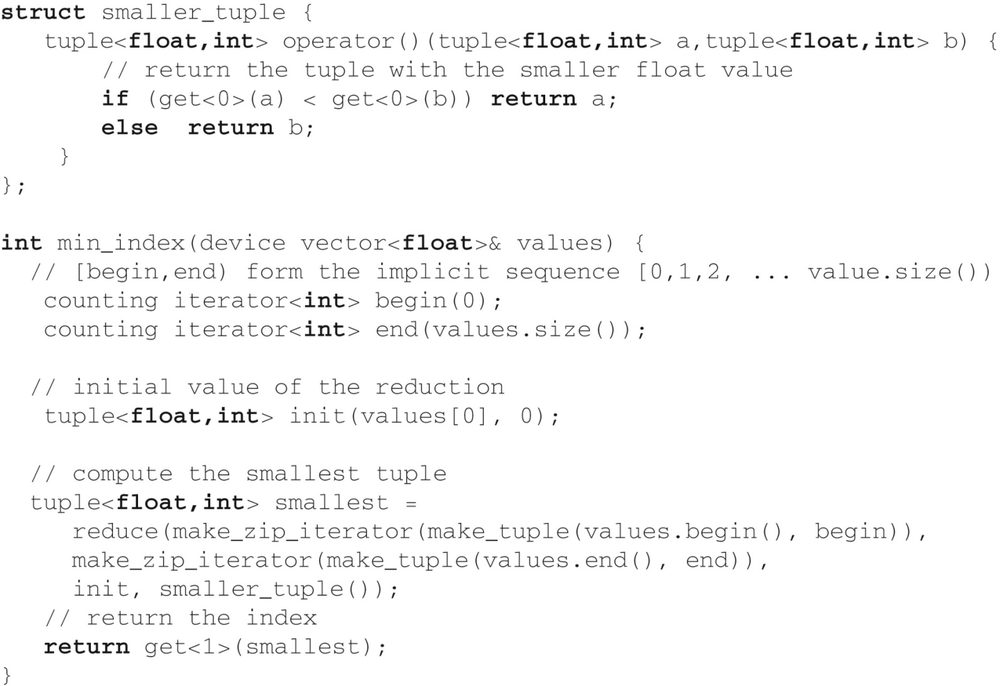 struct smaller_tuple {
tuple<float,int> operator()(tuple<float,int> a,tuple<float,int> b) {
// return the tuple with the smaller float value
if (get<0>(a) < get<0>(b)) return a;
else return b;
}
};
int min_index(device vector<float>& values) {
// [begin,end) form the implicit sequence [0,1,2, ... value.size())
counting iterator<int> begin(0);
counting iterator<int> end(values.size());
// initial value of the reduction
tuple<float,int> init(values[0], 0);
// compute the smallest tuple
tuple<float,int> smallest =
reduce(make_zip_iterator(make_tuple(values.begin(), begin)),
make_zip_iterator(make_tuple(values.end(), end)),
init, smaller_tuple());
// return the index
return get<1>(smallest);
}